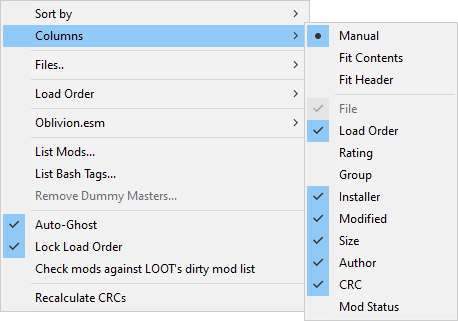 Sort by
Columns
Files..
Load Order
Oblivion.esm
List Mods...
List Bash Tags...
Remove Dummy Masters...
Auto-Ghost
Lock Load Order
Check mods against LOOT's dirty mod list
Recalculate CRCs
Manual
Fit Contents
Fit Header
File
Load Order
Rating
Group
Installer
Modified
Size
Author
CRC
Mod Status